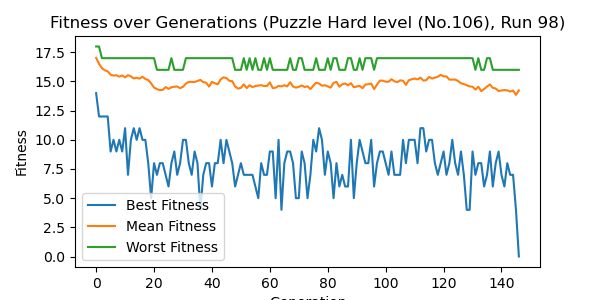 Fitness over Generations (Puzzle Hard level (No.106), Run 98)
Fitness
17.5
15.0
12.5
10.0
7.5
5.0
2.5
0.0
Best Fitness
Mean Fitness
Worst Fitness
0
20
40
60
80
100
120
140
Generation